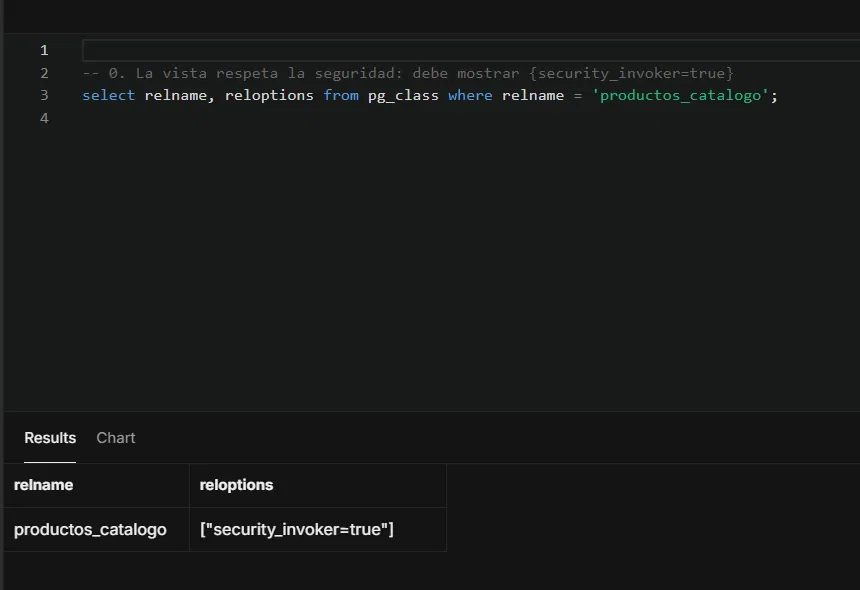 1
2 -- 0. La vista respeta la seguridad: debe mostrar {security_invoker=true}
3 select relname, reloptions from pg_class where relname = 'productos_catalogo';
4
Results Chart
relname reloptions
productos_catalogo ["security_invoker=true"]